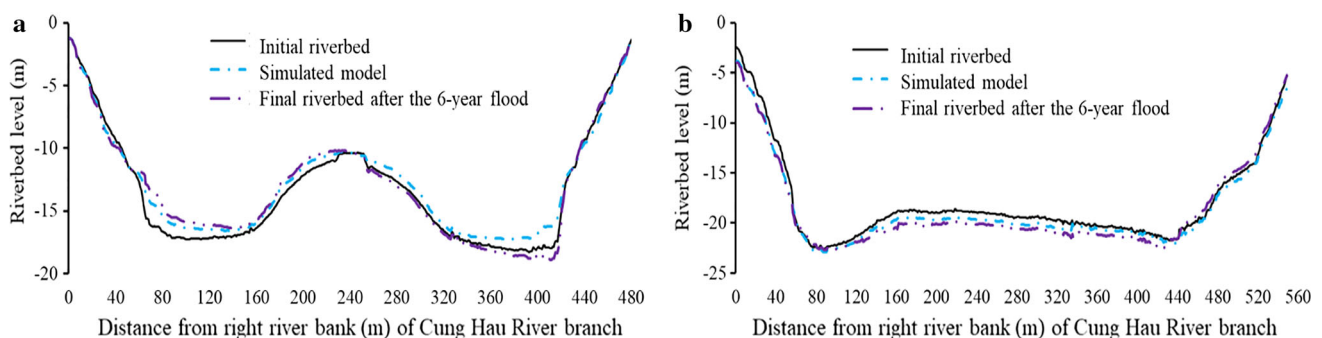 a
0
-5
-10
-15
-20
Riverbed level (m)
Initial riverbed
Simulated model
Final riverbed after the 6-year flood
0 40 80 120 160 200 240 280 320 360 400 440 480
Distance from right river bank (m) of Cung Hau River branch
b
0
-5
-10
-15
-20
-25
Riverbed level (m)
Initial riverbed
Simulated model
Final riverbed after the 6-year flood
0 40 80 120 160 200 240 280 320 360 400 440 480 520 560
Distance from right river bank (m) of Cung Hau River branch